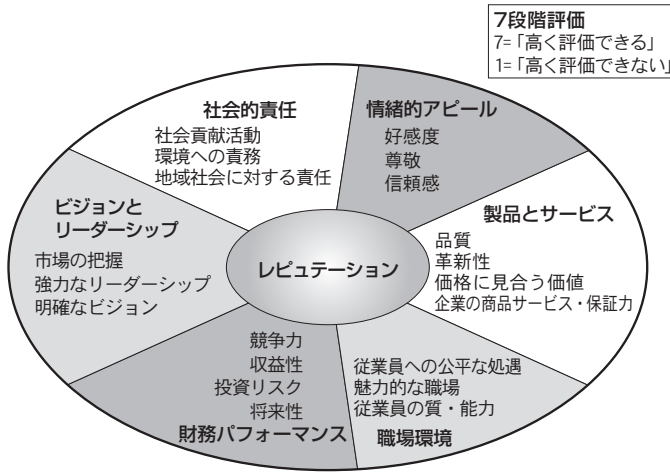 7段階評価
7=「高く評価できる」
1=「高く評価できない」
社会的責任
社会貢献活動
環境への責務
地域社会に対する責任
情緒的アピール
好感度
尊敬
信頼感
ビジョンと
リーダーシップ
市場の把握
強力なリーダーシップ
明確なビジョン
レピュテーション
製品とサービス
品質
革新性
価格に見合う価値
企業の商品サービス・保証力
競争力
収益性
投資リスク
将来性
財務パフォーマンス
従業員への公平な処遇
魅力的な職場
従業員の質・能力
職場環境